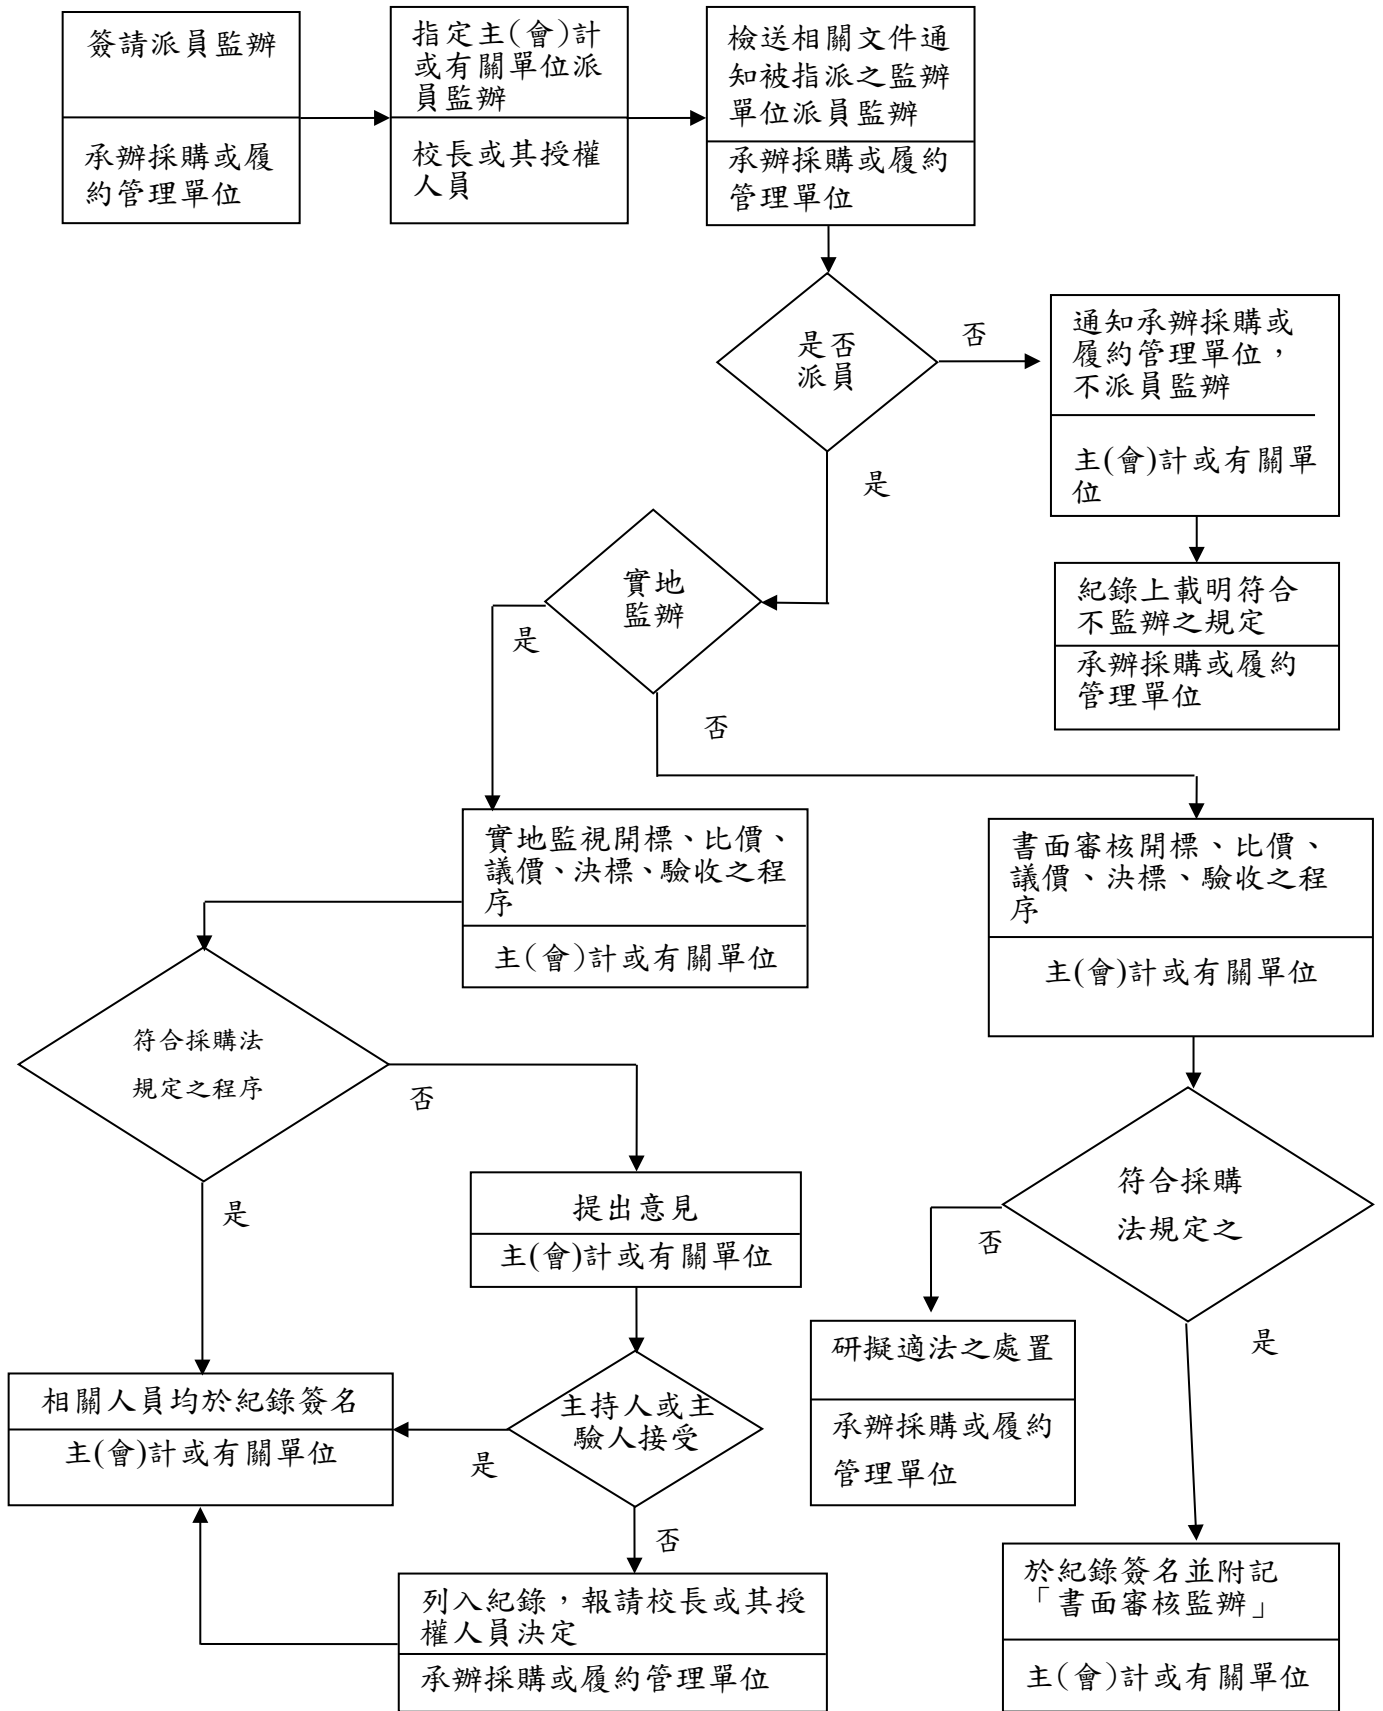 簽請派員監辦
承辦採購或履
約管理單位
指定主(會)計
或有關單位派
員監辦
校長或其授權
人員
檢送相關文件通
知被指派之監辦
單位派員監辦
承辦採購或履約
管理單位
是否
派員
否
是
通知承辦採購或
履約管理單位，
不派員監辦
主(會)計或有關單
位
紀錄上載明符合
不監辦之規定
承辦採購或履約
管理單位
實地
監辦
是
否
實地監視開標、比價、
議價、決標、驗收之程
序
主(會)計或有關單位
書面審核開標、比價、
議價、決標、驗收之程
序
主(會)計或有關單位
符合採購法
規定之程序
否
是
提出意見
主(會)計或有關單位
符合採購
法規定之
否
是
研擬適法之處置
承辦採購或履約
管理單位
相關人員均於紀錄簽名
主(會)計或有關單位
主持人或主
驗人接受
是
否
列入紀錄，報請校長或其授
權人員決定
承辦採購或履約管理單位
於紀錄簽名並附記
「書面審核監辦」
主(會)計或有關單位